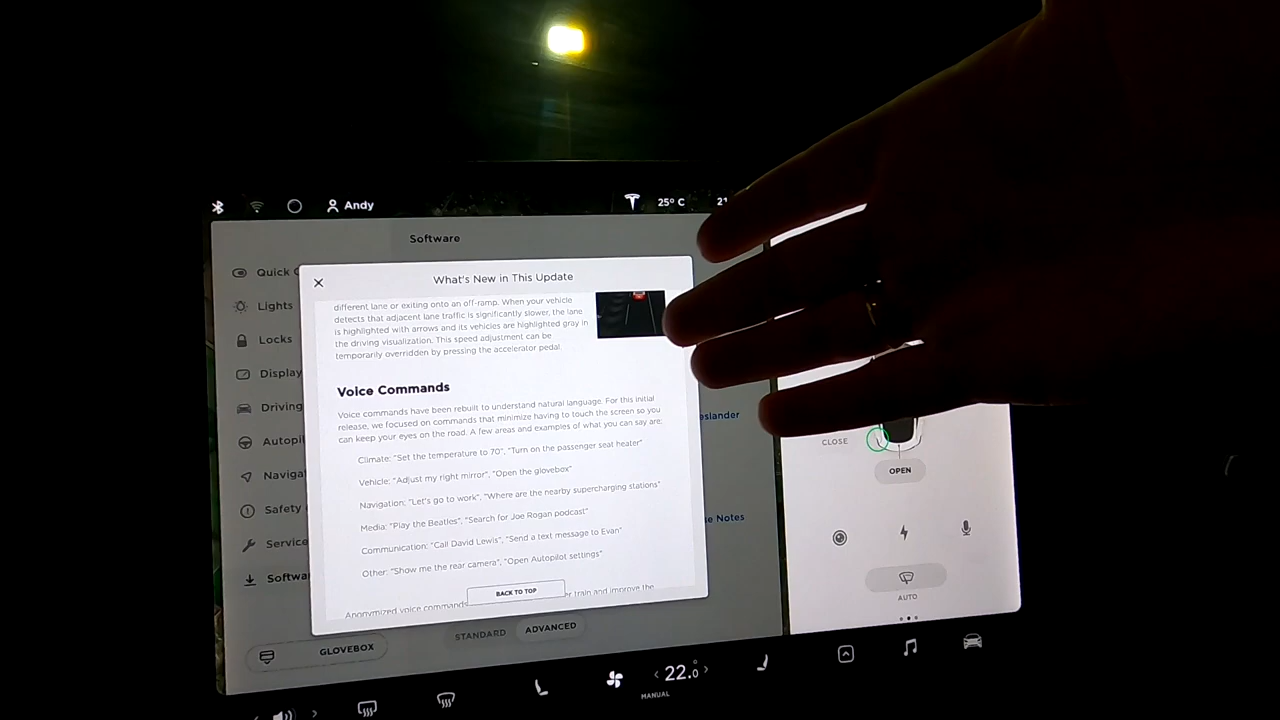 Andy
25° C
21
Software
Quick C
Lights
Locks
Display
Driving
Autopil
Navigat
Safety
Service
Softwa
GLOVEBOX
What's New in This Update
different lane or exiting onto an off-ramp. When your vehicle
detects that adjacent lane traffic is significantly slower, the lane
is highlighted with arrows and its vehicles are highlighted gray in
the driving visualization. This speed adjustment can be
temporarily overridden by pressing the accelerator pedal.
Voice Commands
Voice commands have been rebuilt to understand natural language. For this initial
release, we focused on commands that minimize having to touch the screen so you
can keep your eyes on the road. A few areas and examples of what you can say are:
Climate: "Set the temperature to 70", "Turn on the passenger seat heater"
Vehicle: "Adjust my right mirror", "Open the glovebox"
Navigation: "Let's go to work", "Where are the nearby supercharging stations"
Media: "Play the Beatles", "Search for Joe Rogan podcast"
Communication: "Call David Lewis", "Send a text message to Evan"
Other: "Show me the rear camera", "Open Autopilot settings"
Anonymized voice commands er train and improve the
BACK TO TOP
eslander
se Notes
STANDARD ADVANCED
CLOSE
OPEN
AUTO
22.0
MANUAL